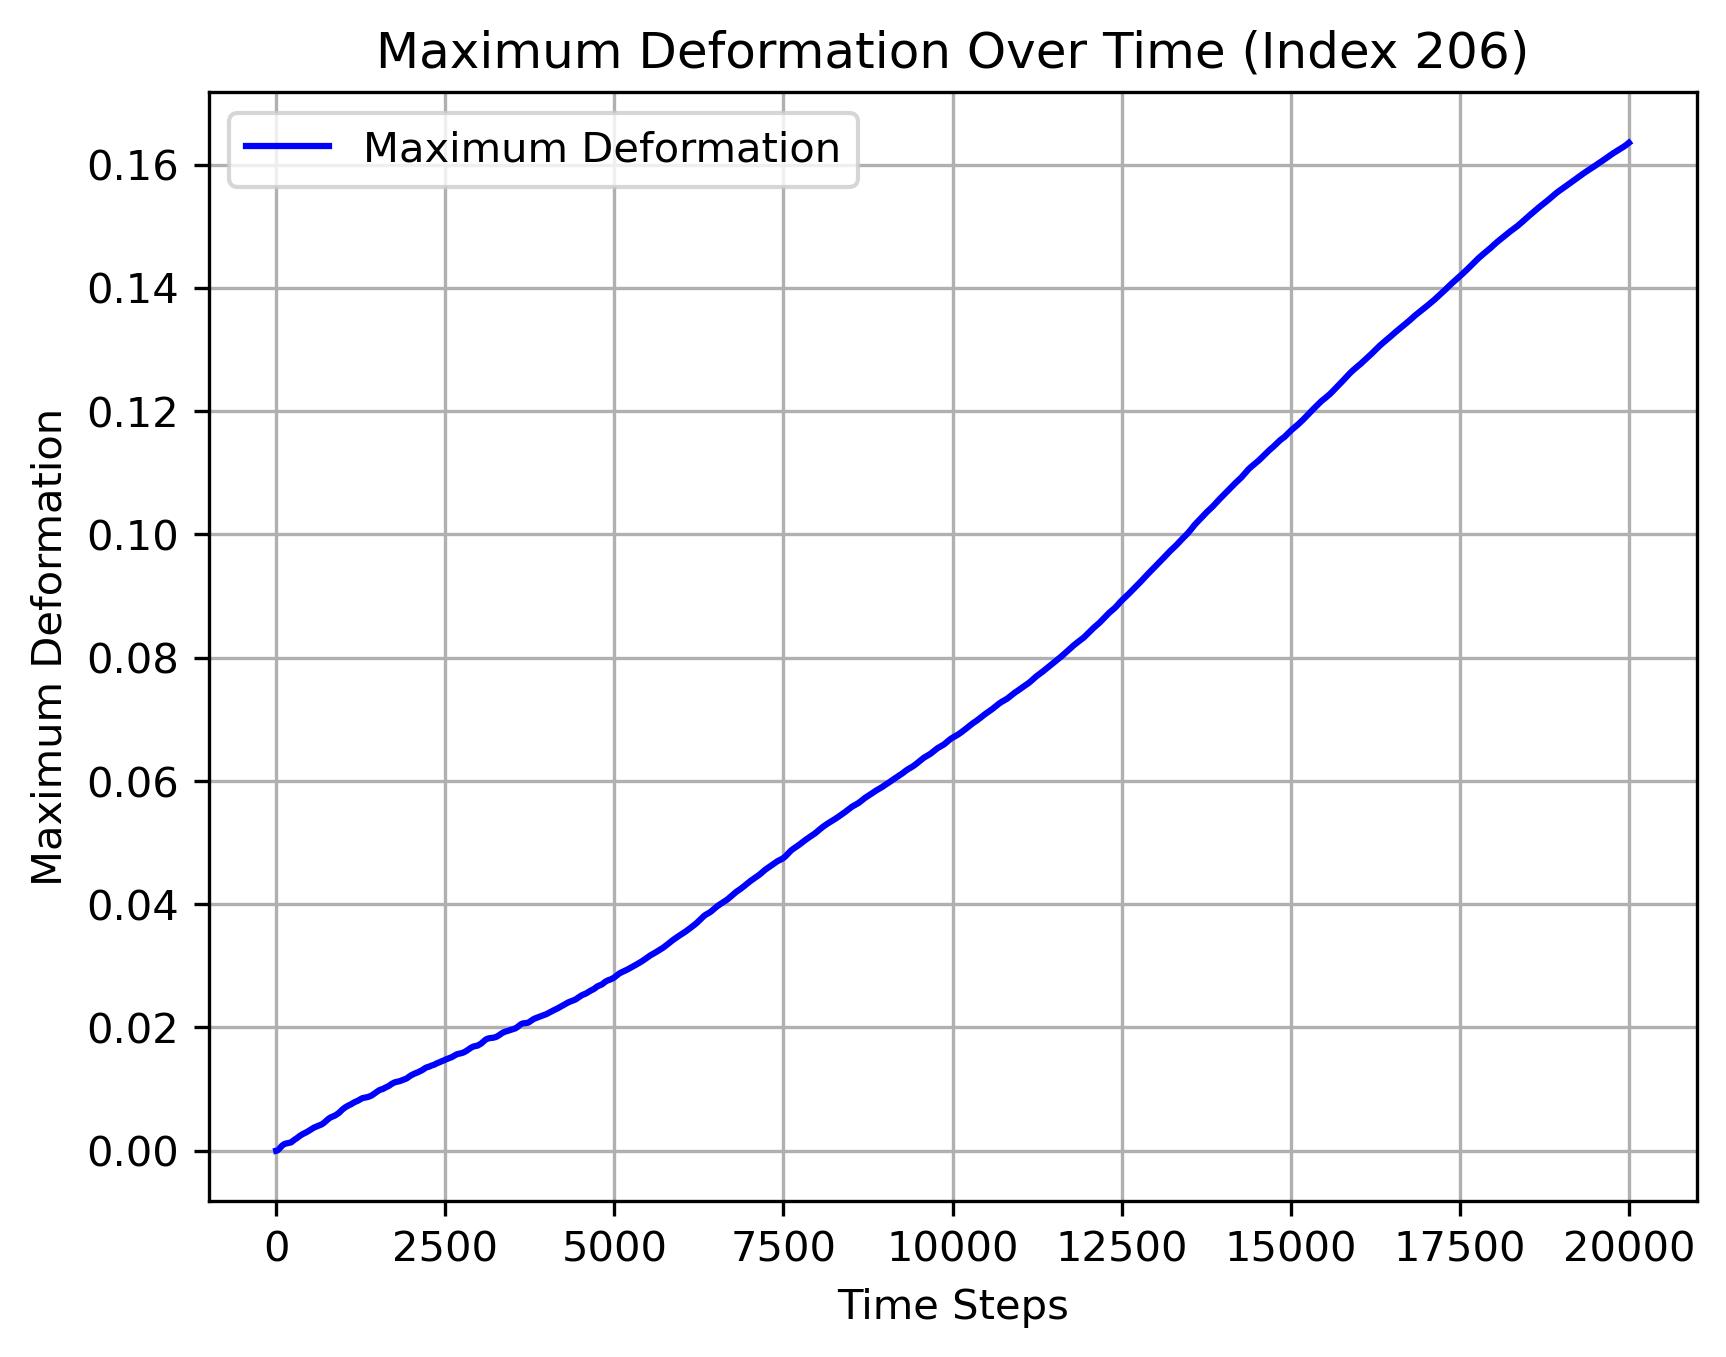 Maximum Deformation Over Time (Index 206)
Maximum Deformation
0.16
0.14
0.12
0.10
0.08
0.06
0.04
0.02
0.00
Maximum Deformation
0 2500 5000 7500 10000 12500 15000 17500 20000
Time Steps